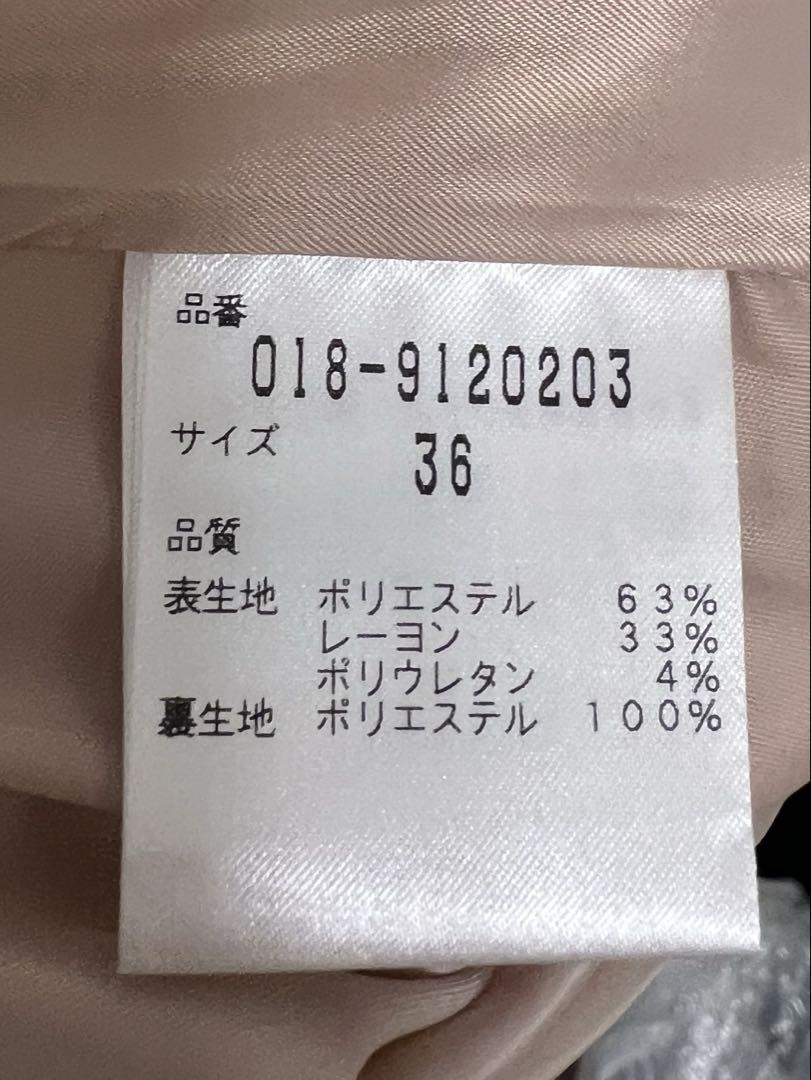 品番
018-9120203
サイズ 36
品質
表生地 ポリエステル 63%
レーヨン 33%
ポリウレタン 4%
裏生地 ポリエステル 100%